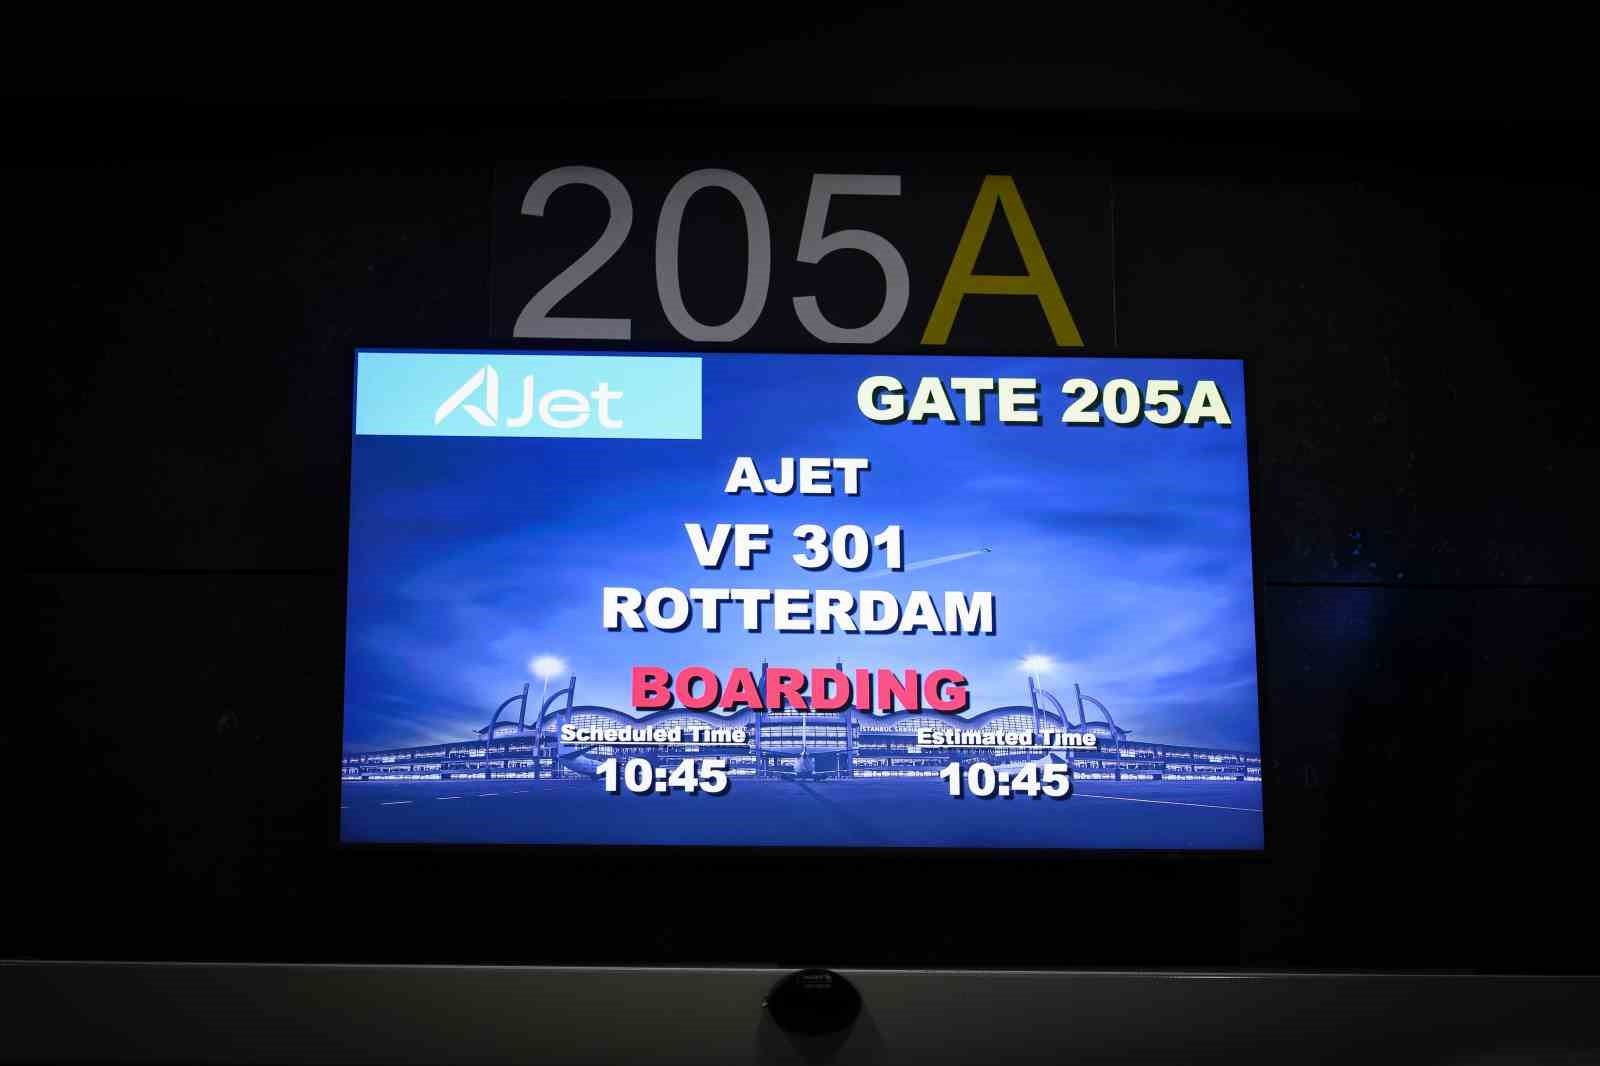 205A
AJet
GATE 205A
AJET
VF 301
ROTTERDAM
BOARDING
Scheduled Time
Estimated Time
10:45
10:45